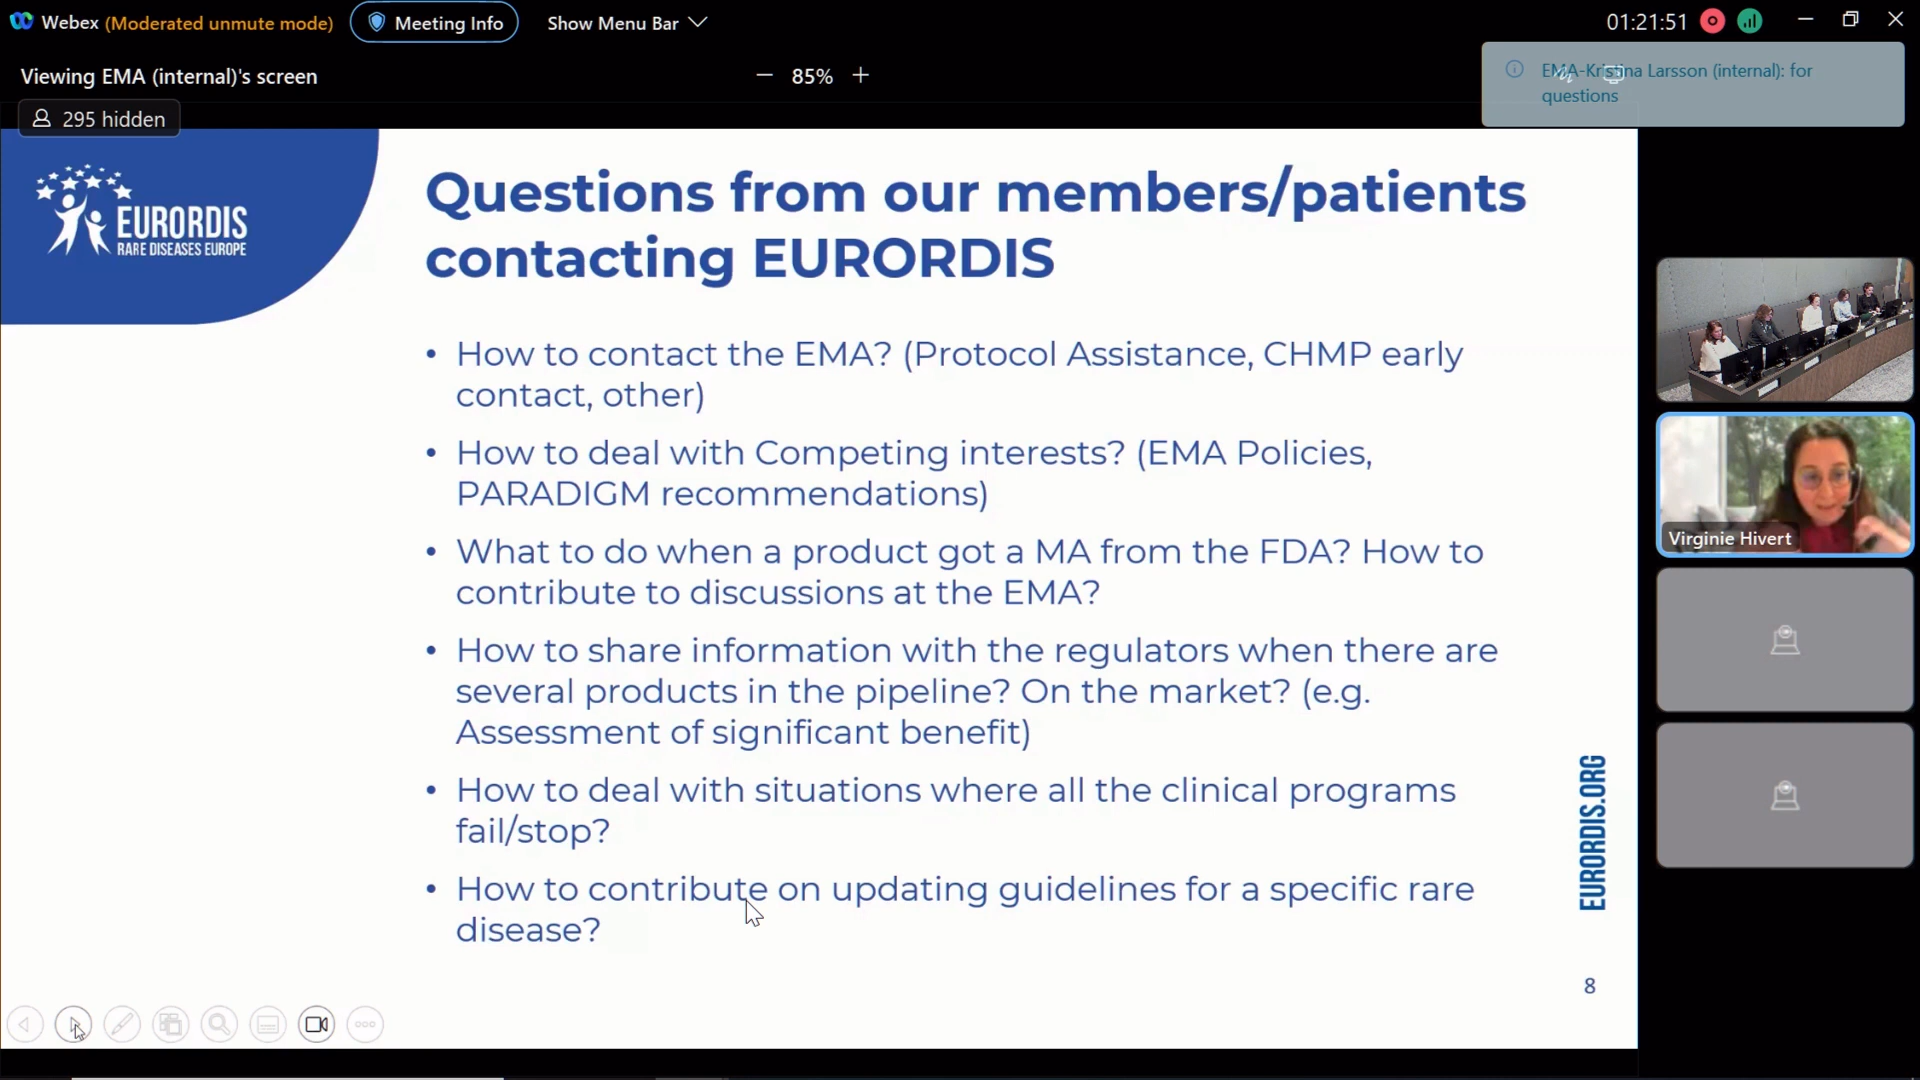 Webex (Moderated unmute mode)
Meeting Info
Show Menu Bar
01:21:51
Viewing EMA (internal)'s screen
85%
EMA-Kristina Larsson (internal): for
questions
295 hidden
EURORDIS
RARE DISEASES EUROPE
Questions from our members/patients
contacting EURORDIS
• How to contact the EMA? (Protocol Assistance, CHMP early
contact, other)
• How to deal with Competing interests? (EMA Policies,
PARADIGM recommendations)
• What to do when a product got a MA from the FDA? How to
contribute to discussions at the EMA?
• How to share information with the regulators when there are
several products in the pipeline? On the market? (e.g.
Assessment of significant benefit)
• How to deal with situations where all the clinical programs
fail/stop?
• How to contribute on updating guidelines for a specific rare
disease?
EURORDIS.ORG
8
Virginie Hivert